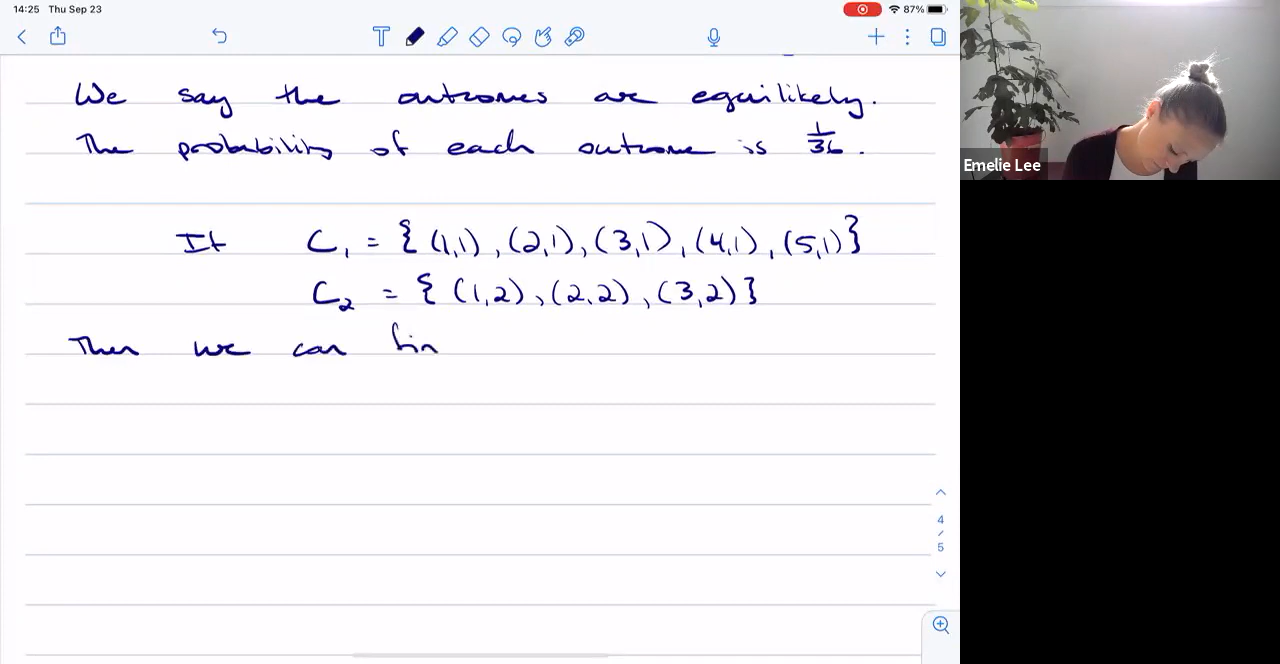 14:25 Thu Sep 23
87%
We say the outcomes are equilikely.
The probability of each outcome is 1/36.
If C₁ = { (1,1), (2,1), (3,1), (4,1), (5,1)}
C₂ = { (1,2), (2,2), (3,2)}
Then we can fin
Emelie Lee
4
/
5